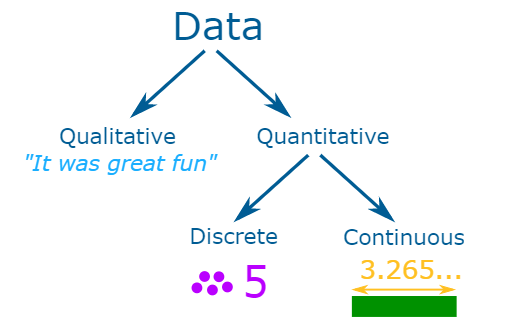 Data
Qualitative
Quantitative
"It was great fun"
Discrete
Continuous
5
3.265...